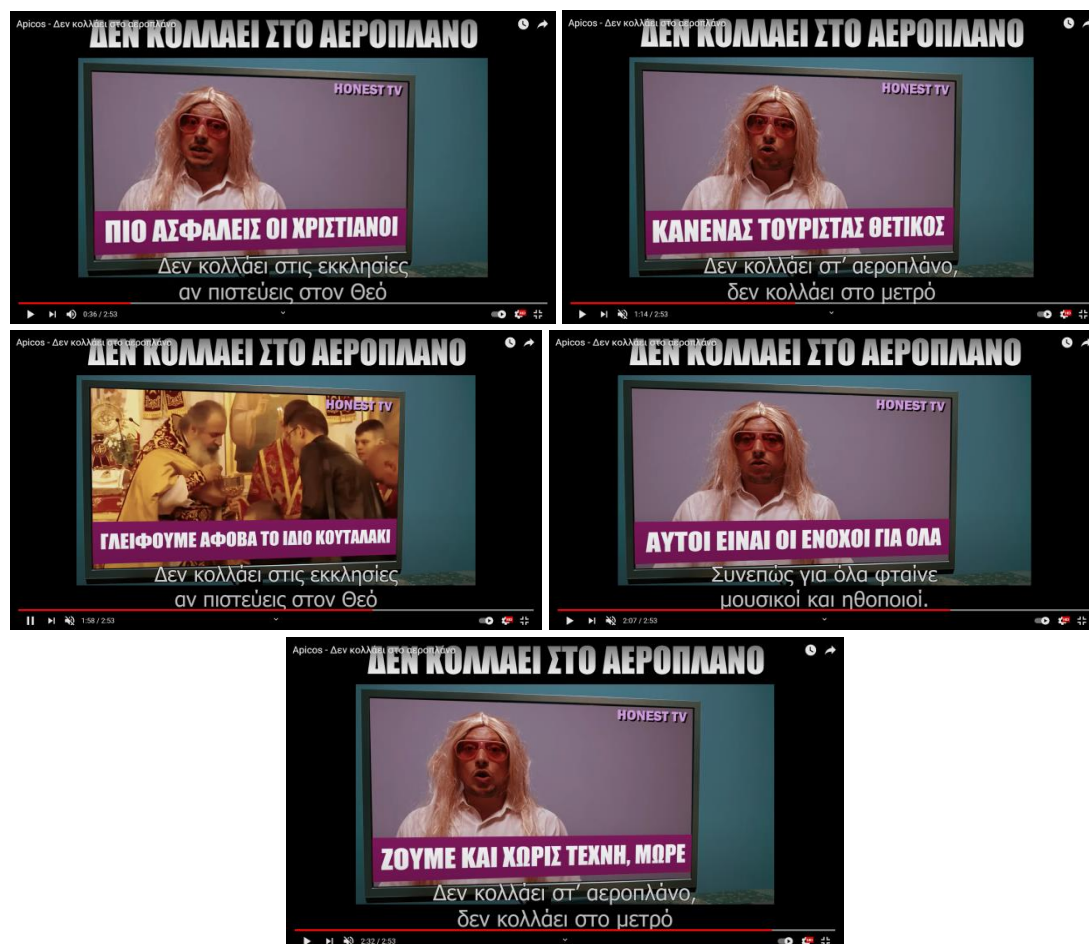 Apicos - Δεν κολλάει στο αεροπλάνο
ΔΕΝ ΚΟΛΛΑΕΙ ΣΤΟ ΑΕΡΟΠΛΑΝΟ
HONEST TV
ΠΙΟ ΑΣΦΑΛΕΙΣ ΟΙ ΧΡΙΣΤΙΑΝΟΙ
Δεν κολλάει στις εκκλησίες
αν πιστεύεις στον Θεό
0:36 / 2:53
Apicos - Δεν κολλάει στο αεροπλάνο
ΔΕΝ ΚΟΛΛΑΕΙ ΣΤΟ ΑΕΡΟΠΛΑΝΟ
HONEST TV
ΚΑΝΕΝΑΣ ΤΟΥΡΙΣΤΑΣ ΘΕΤΙΚΟΣ
Δεν κολλάει στ’ αεροπλάνο,
δεν κολλάει στο μετρό
1:14 / 2:53
Apicos - Δεν κολλάει στο αεροπλάνο
ΔΕΝ ΚΟΛΛΑΕΙ ΣΤΟ ΑΕΡΟΠΛΑΝΟ
HONEST TV
ΓΛΕΙΦΟΥΜΕ ΑΦΟΒΑ ΤΟ ΙΔΙΟ ΚΟΥΤΑΛΑΚΙ
Δεν κολλάει στις εκκλησίες
αν πιστεύεις στον Θεό
1:58 / 2:53
Apicos - Δεν κολλάει στο αεροπλάνο
ΔΕΝ ΚΟΛΛΑΕΙ ΣΤΟ ΑΕΡΟΠΛΑΝΟ
HONEST TV
ΑΥΤΟΙ ΕΙΝΑΙ ΟΙ ΕΝΟΧΟΙ ΓΙΑ ΟΛΑ
Συνεπώς για όλα φταίνε
μουσικοί και ηθοποιοί.
2:07 / 2:53
Apicos - Δεν κολλάει στο αεροπλάνο
ΔΕΝ ΚΟΛΛΑΕΙ ΣΤΟ ΑΕΡΟΠΛΑΝΟ
HONEST TV
ΖΟΥΜΕ ΚΑΙ ΧΩΡΙΣ ΤΕΧΝΗ, ΜΩΡΕ
Δεν κολλάει στ’ αεροπλάνο,
δεν κολλάει στο μετρό
2:32 / 2:53